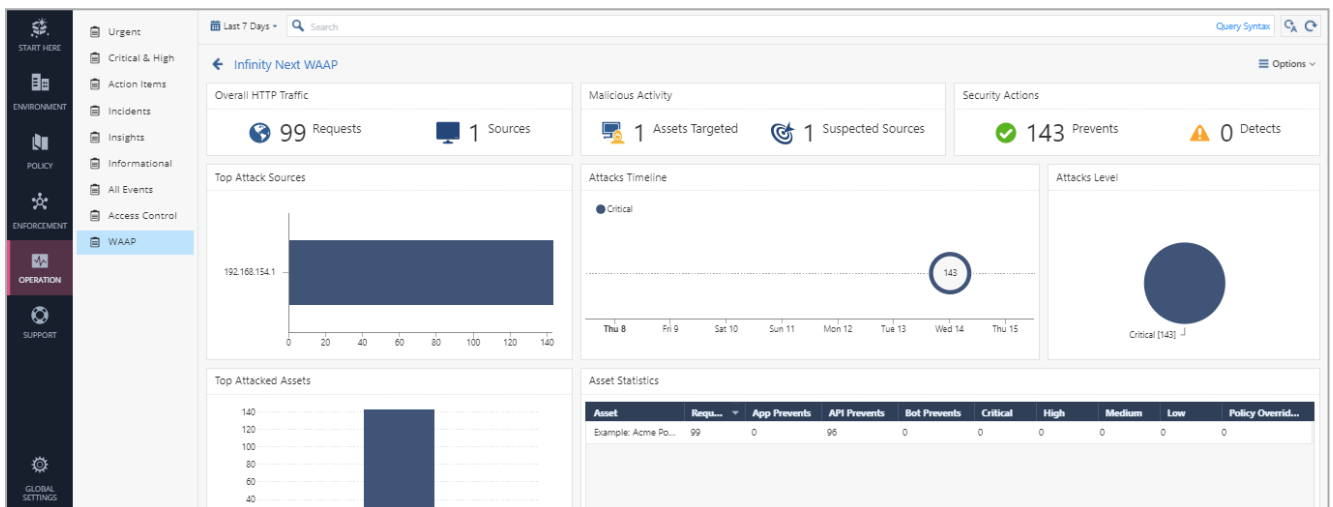 START HERE
ENVIRONMENT
POLICY
ENFORCEMENT
OPERATION
SUPPORT
GLOBAL
SETTINGS
Urgent
Critical & High
Action Items
Incidents
Insights
Informational
All Events
Access Control
WAAP
Last 7 Days
Search
Query Syntax
Infinity Next WAAP
Options
Overall HTTP Traffic
99 Requests
1 Sources
Malicious Activity
1 Assets Targeted
1 Suspected Sources
Security Actions
143 Prevents
0 Detects
Top Attack Sources
192.168.154.1
0 20 40 60 80 100 120 140
Attacks Timeline
Critical
143
Thu 8 Fri 9 Sat 10 Sun 11 Mon 12 Tue 13 Wed 14 Thu 15
Attacks Level
Critical [143]
Top Attacked Assets
140
120
100
80
60
40
Asset Statistics
Asset Requ... App Prevents API Prevents Bot Prevents Critical High Medium Low Policy Overrid...
Example: Acme Po... 99 0 96 0 0 0 0 0 0